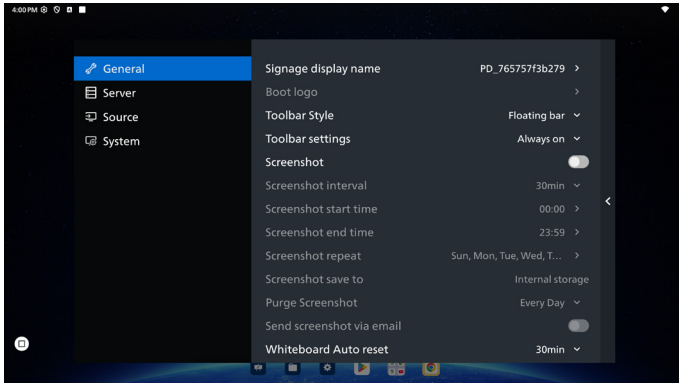 4:00 PM
General
Server
Source
System
Signage display name PD_765757f3b279
Boot logo
Toolbar Style Floating bar
Toolbar settings Always on
Screenshot
Screenshot interval 30min
Screenshot start time 00:00
Screenshot end time 23:59
Screenshot repeat Sun, Mon, Tue, Wed, T...
Screenshot save to Internal storage
Purge Screenshot Every Day
Send screenshot via email
Whiteboard Auto reset 30min